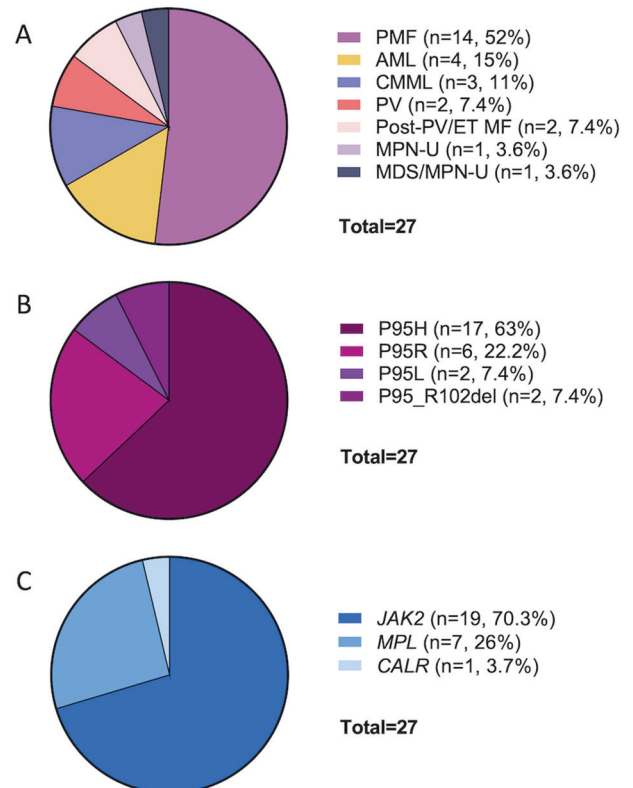 A
PMF (n=14, 52%)
AML (n=4, 15%)
CMML (n=3, 11%)
PV (n=2, 7.4%)
Post-PV/ET MF (n=2, 7.4%)
MPN-U (n=1, 3.6%)
MDS/MPN-U (n=1, 3.6%)
Total=27
B
P95H (n=17, 63%)
P95R (n=6, 22.2%)
P95L (n=2, 7.4%)
P95_R102del (n=2, 7.4%)
Total=27
C
JAK2 (n=19, 70.3%)
MPL (n=7, 26%)
CALR (n=1, 3.7%)
Total=27